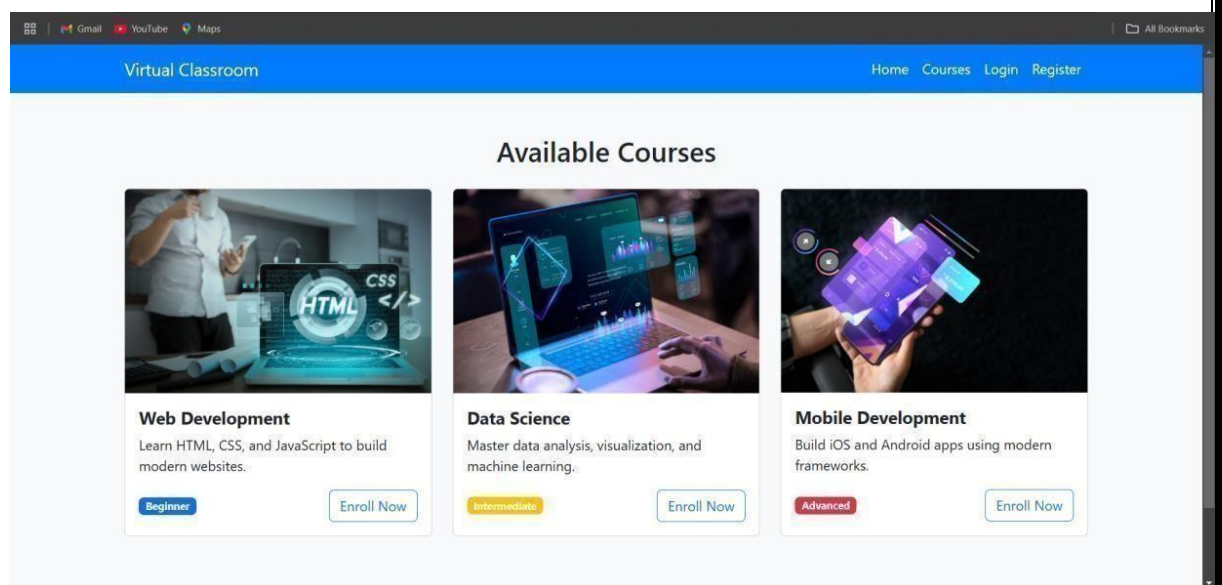 Gmail YouTube Maps All Bookmarks
Virtual Classroom Home Courses Login Register
Available Courses
CSS
</>
HTML
Web Development
Learn HTML, CSS, and JavaScript to build
modern websites.
Beginner Enroll Now
Data Science
Master data analysis, visualization, and
machine learning.
Intermediate Enroll Now
Mobile Development
Build iOS and Android apps using modern
frameworks.
Advanced Enroll Now